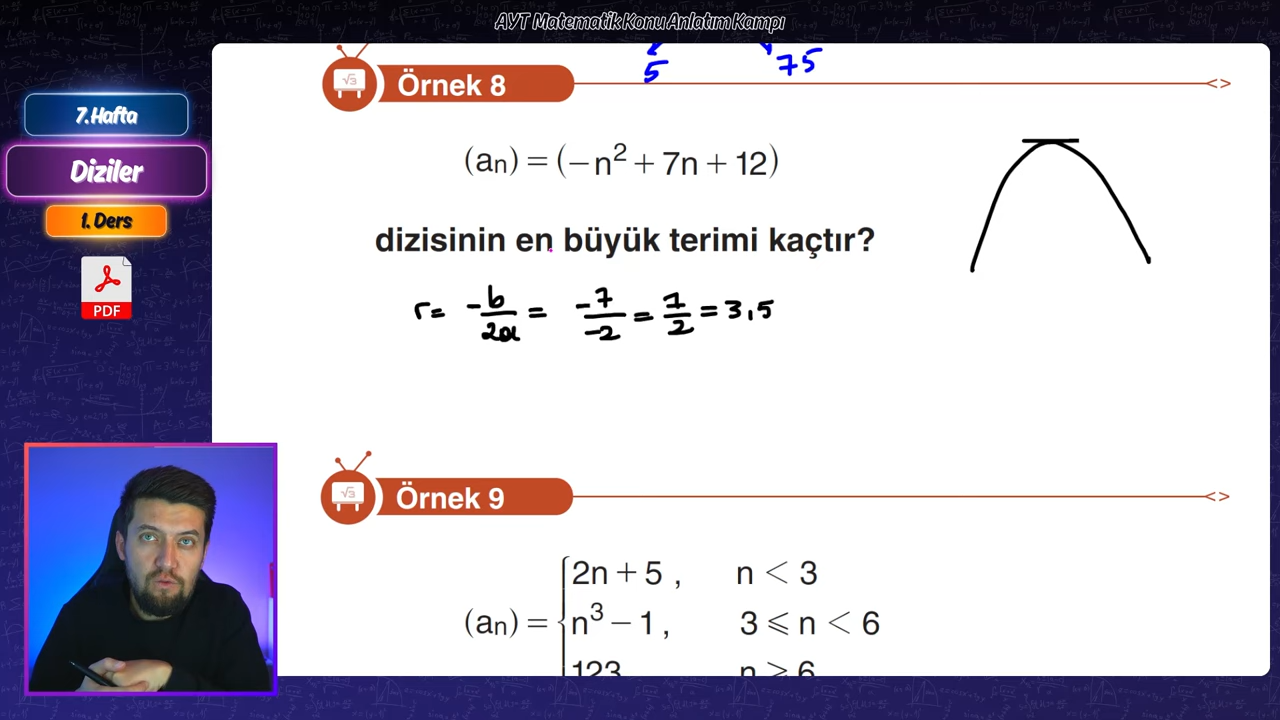 AYT Matematik Konu Anlatım Kampı
7. Hafta
Diziler
1. Ders
PDF
5 75
√3 Örnek 8 <>
(an) = (−n² + 7n + 12)
dizisinin en büyük terimi kaçtır?
r = -b/2a = -7/-2 = 7/2 = 3,5
√3 Örnek 9 <>
(an) = { 2n + 5 , n < 3
n³ − 1 , 3 ⩽ n < 6
123 n ≥ 6